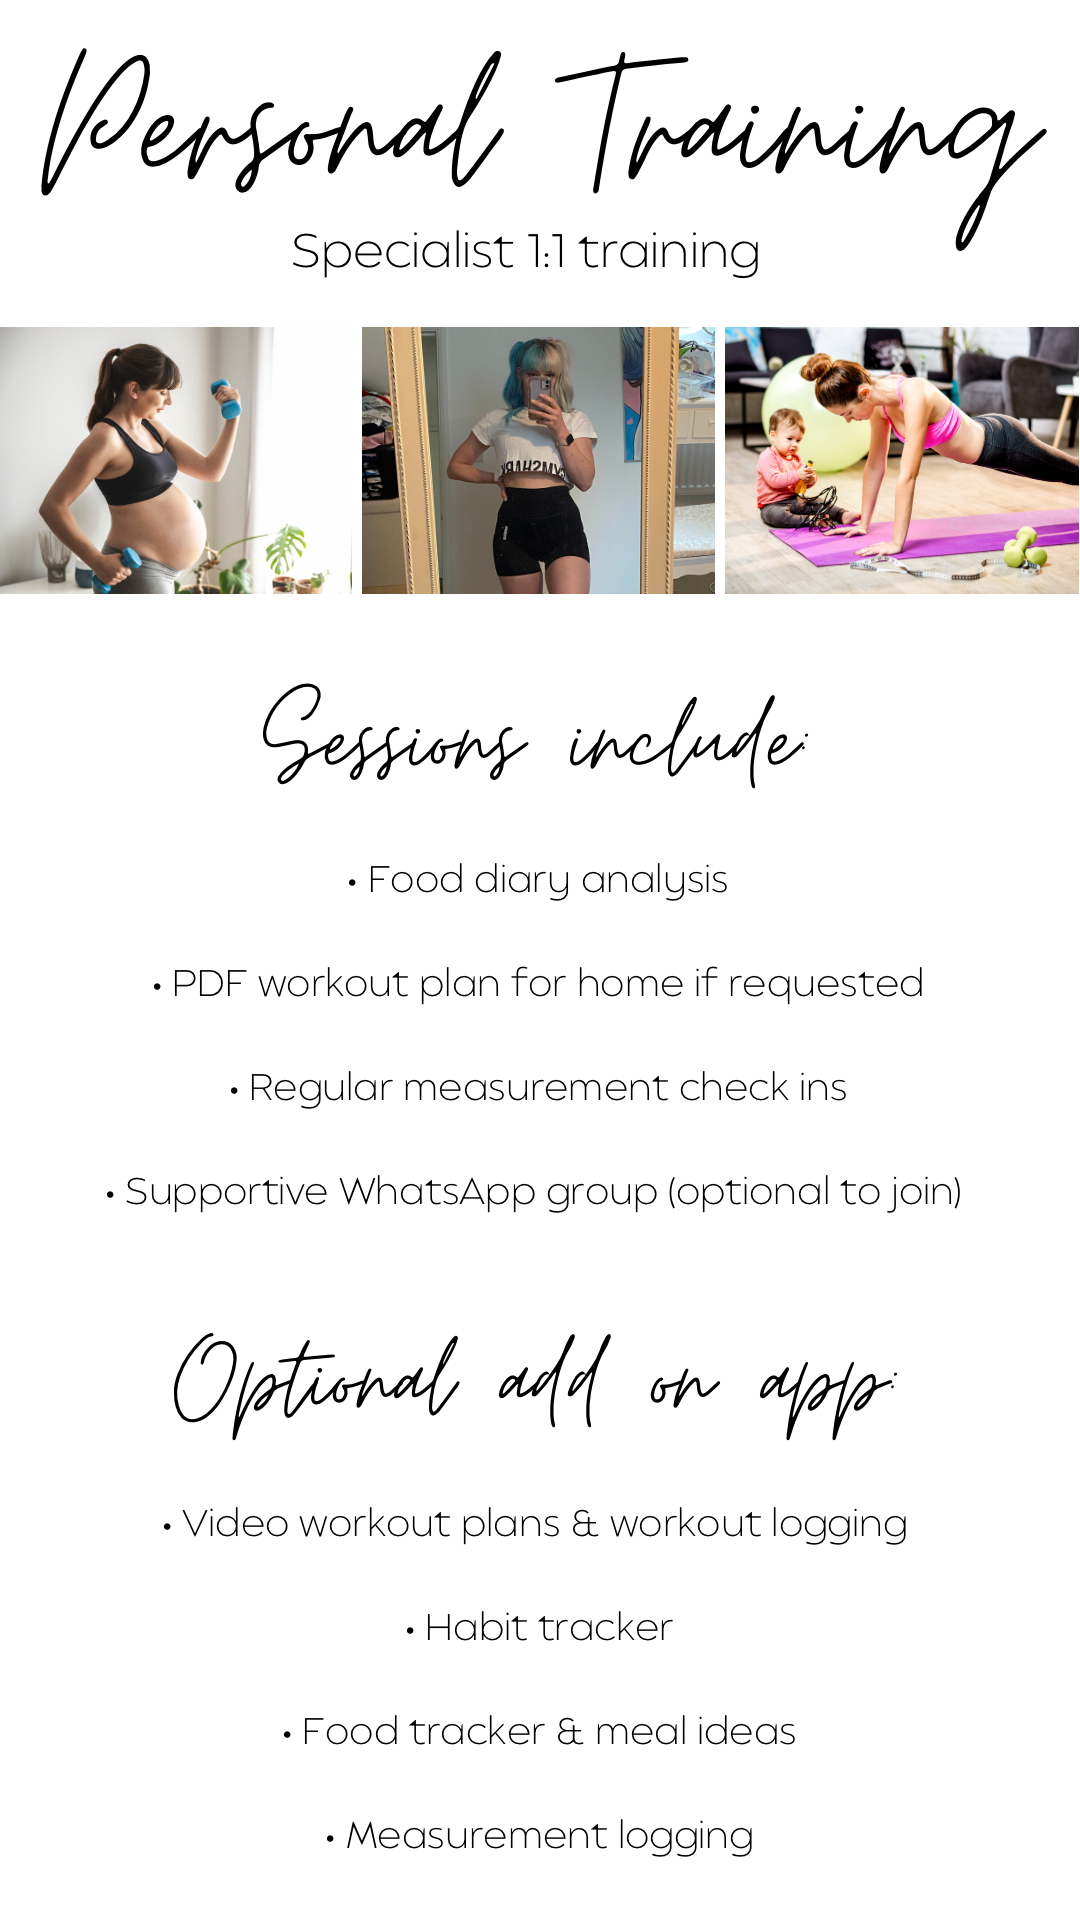 Personal Training
Specialist 1:1 training
GYMSHARK
Sessions include:
• Food diary analysis
• PDF workout plan for home if requested
• Regular measurement check ins
• Supportive WhatsApp group (optional to join)
Optional add on app:
• Video workout plans & workout logging
• Habit tracker
• Food tracker & meal ideas
• Measurement logging